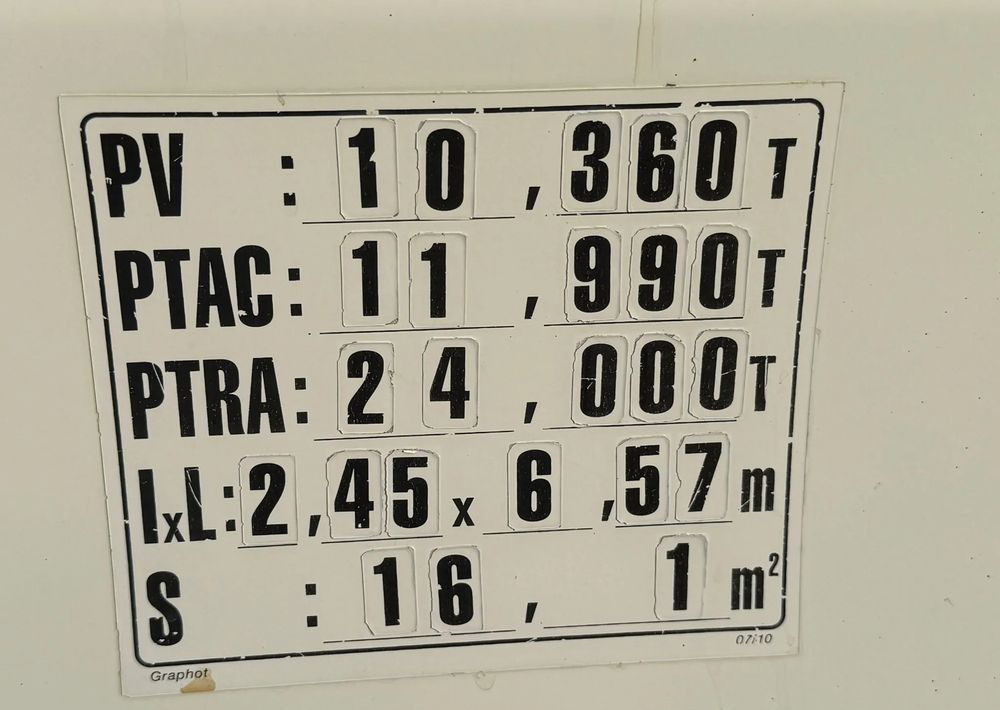 PV : 10 , 360 T
PTAC : 11 , 990 T
PTRA : 24 , 000 T
lxL : 2 ,45 x 6 ,57 m
S : 16 , 1 m²
Graphot 07/10